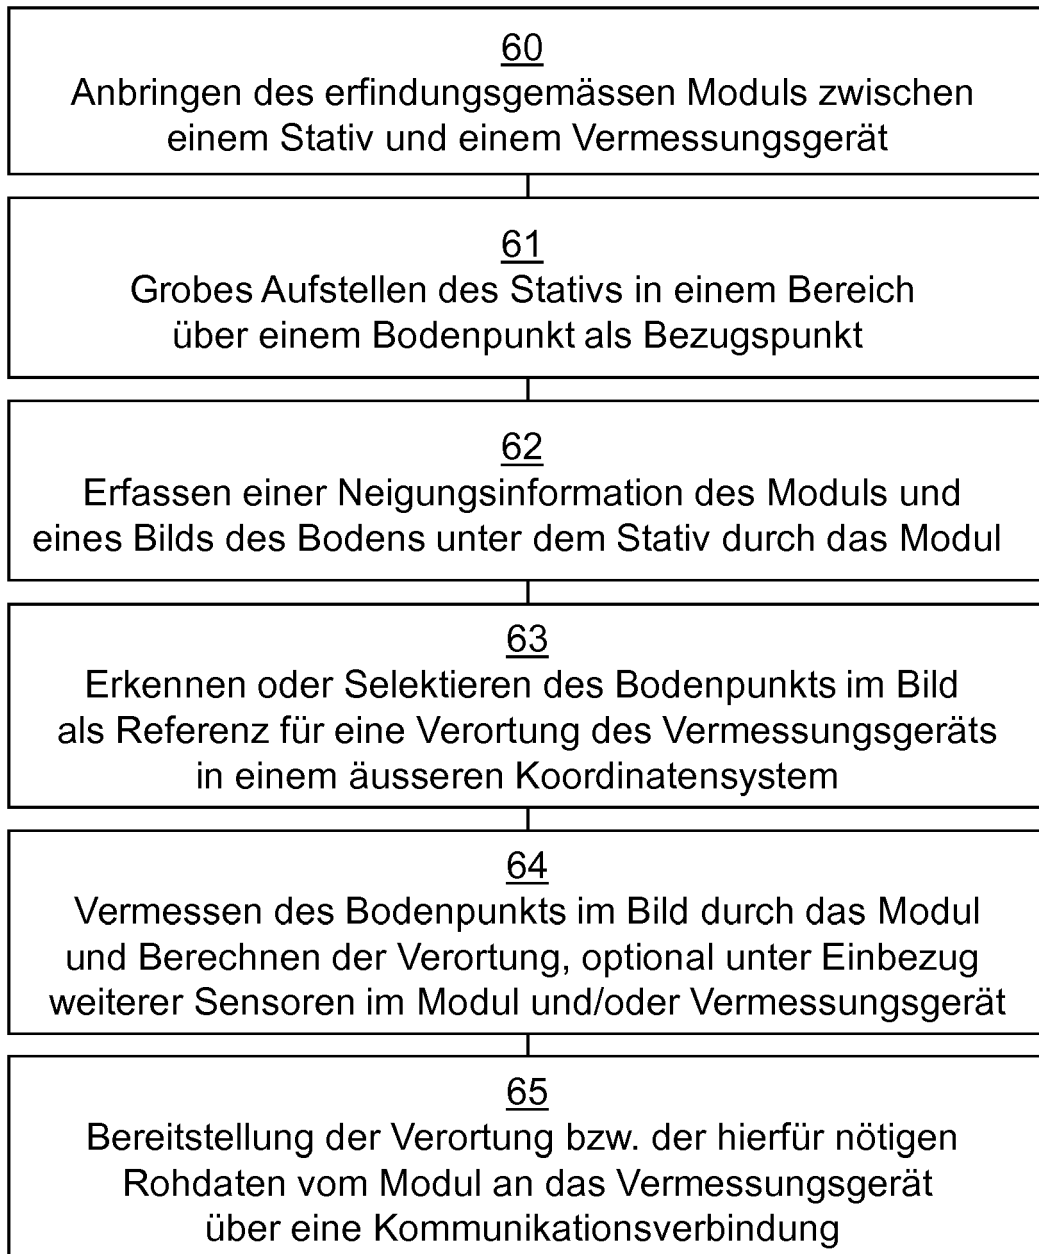 60
Anbringen des erfindungsgemässen Moduls zwischen
einem Stativ und einem Vermessungsgerät
61
Grobes Aufstellen des Stativs in einem Bereich
über einem Bodenpunkt als Bezugspunkt
62
Erfassen einer Neigungsinformation des Moduls und
eines Bilds des Bodens unter dem Stativ durch das Modul
63
Erkennen oder Selektieren des Bodenpunkts im Bild
als Referenz für eine Verortung des Vermessungsgeräts
in einem äusseren Koordinatensystem
64
Vermessen des Bodenpunkts im Bild durch das Modul
und Berechnen der Verortung, optional unter Einbezug
weiterer Sensoren im Modul und/oder Vermessungsgerät
65
Bereitstellung der Verortung bzw. der hierfür nötigen
Rohdaten vom Modul an das Vermessungsgerät
über eine Kommunikationsverbindung